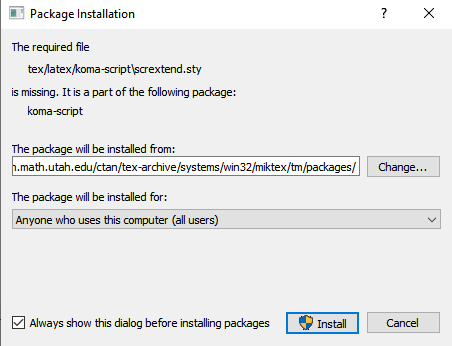 Package Installation
The required file
tex/latex/koma-script\scrextend.sty
is missing. It is a part of the following package:
koma-script
The package will be installed from:
.math.utah.edu/ctan/tex-archive/systems/win32/miktex/tm/packages/
Change...
The package will be installed for:
Anyone who uses this computer (all users)
Always show this dialog before installing packages
Install
Cancel